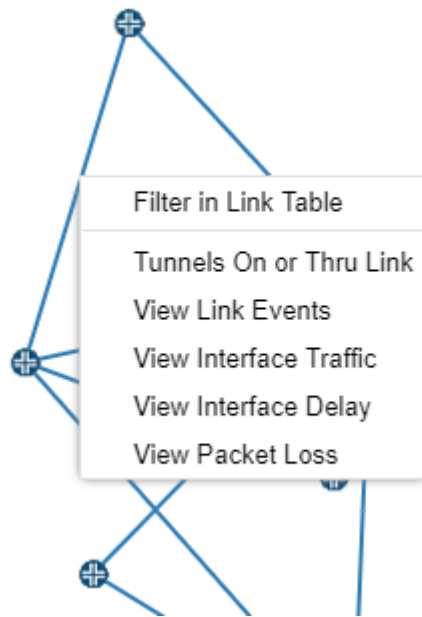 Filter in Link Table
Tunnels On or Thru Link
View Link Events
View Interface Traffic
View Interface Delay
View Packet Loss